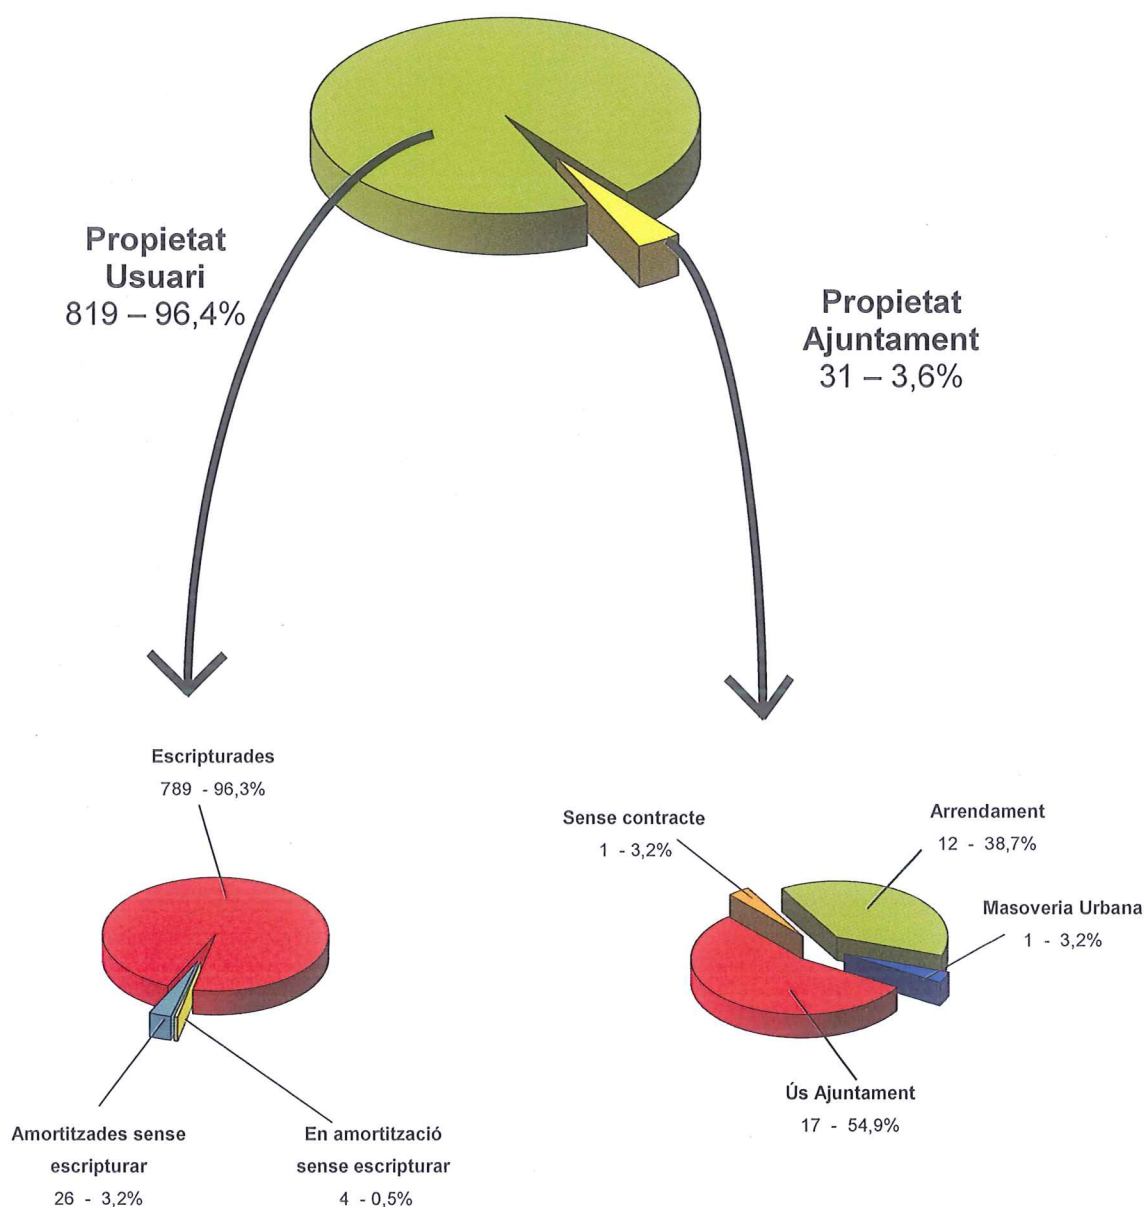 Propietat
Usuari
819 – 96,4%
Propietat
Ajuntament
31 – 3,6%
Escripturades
789 - 96,3%
Amortitzades sense
escripturar
26 - 3,2%
En amortització
sense escripturar
4 - 0,5%
Sense contracte
1 - 3,2%
Arrendament
12 - 38,7%
Masoveria Urbana
1 - 3,2%
Ús Ajuntament
17 - 54,9%